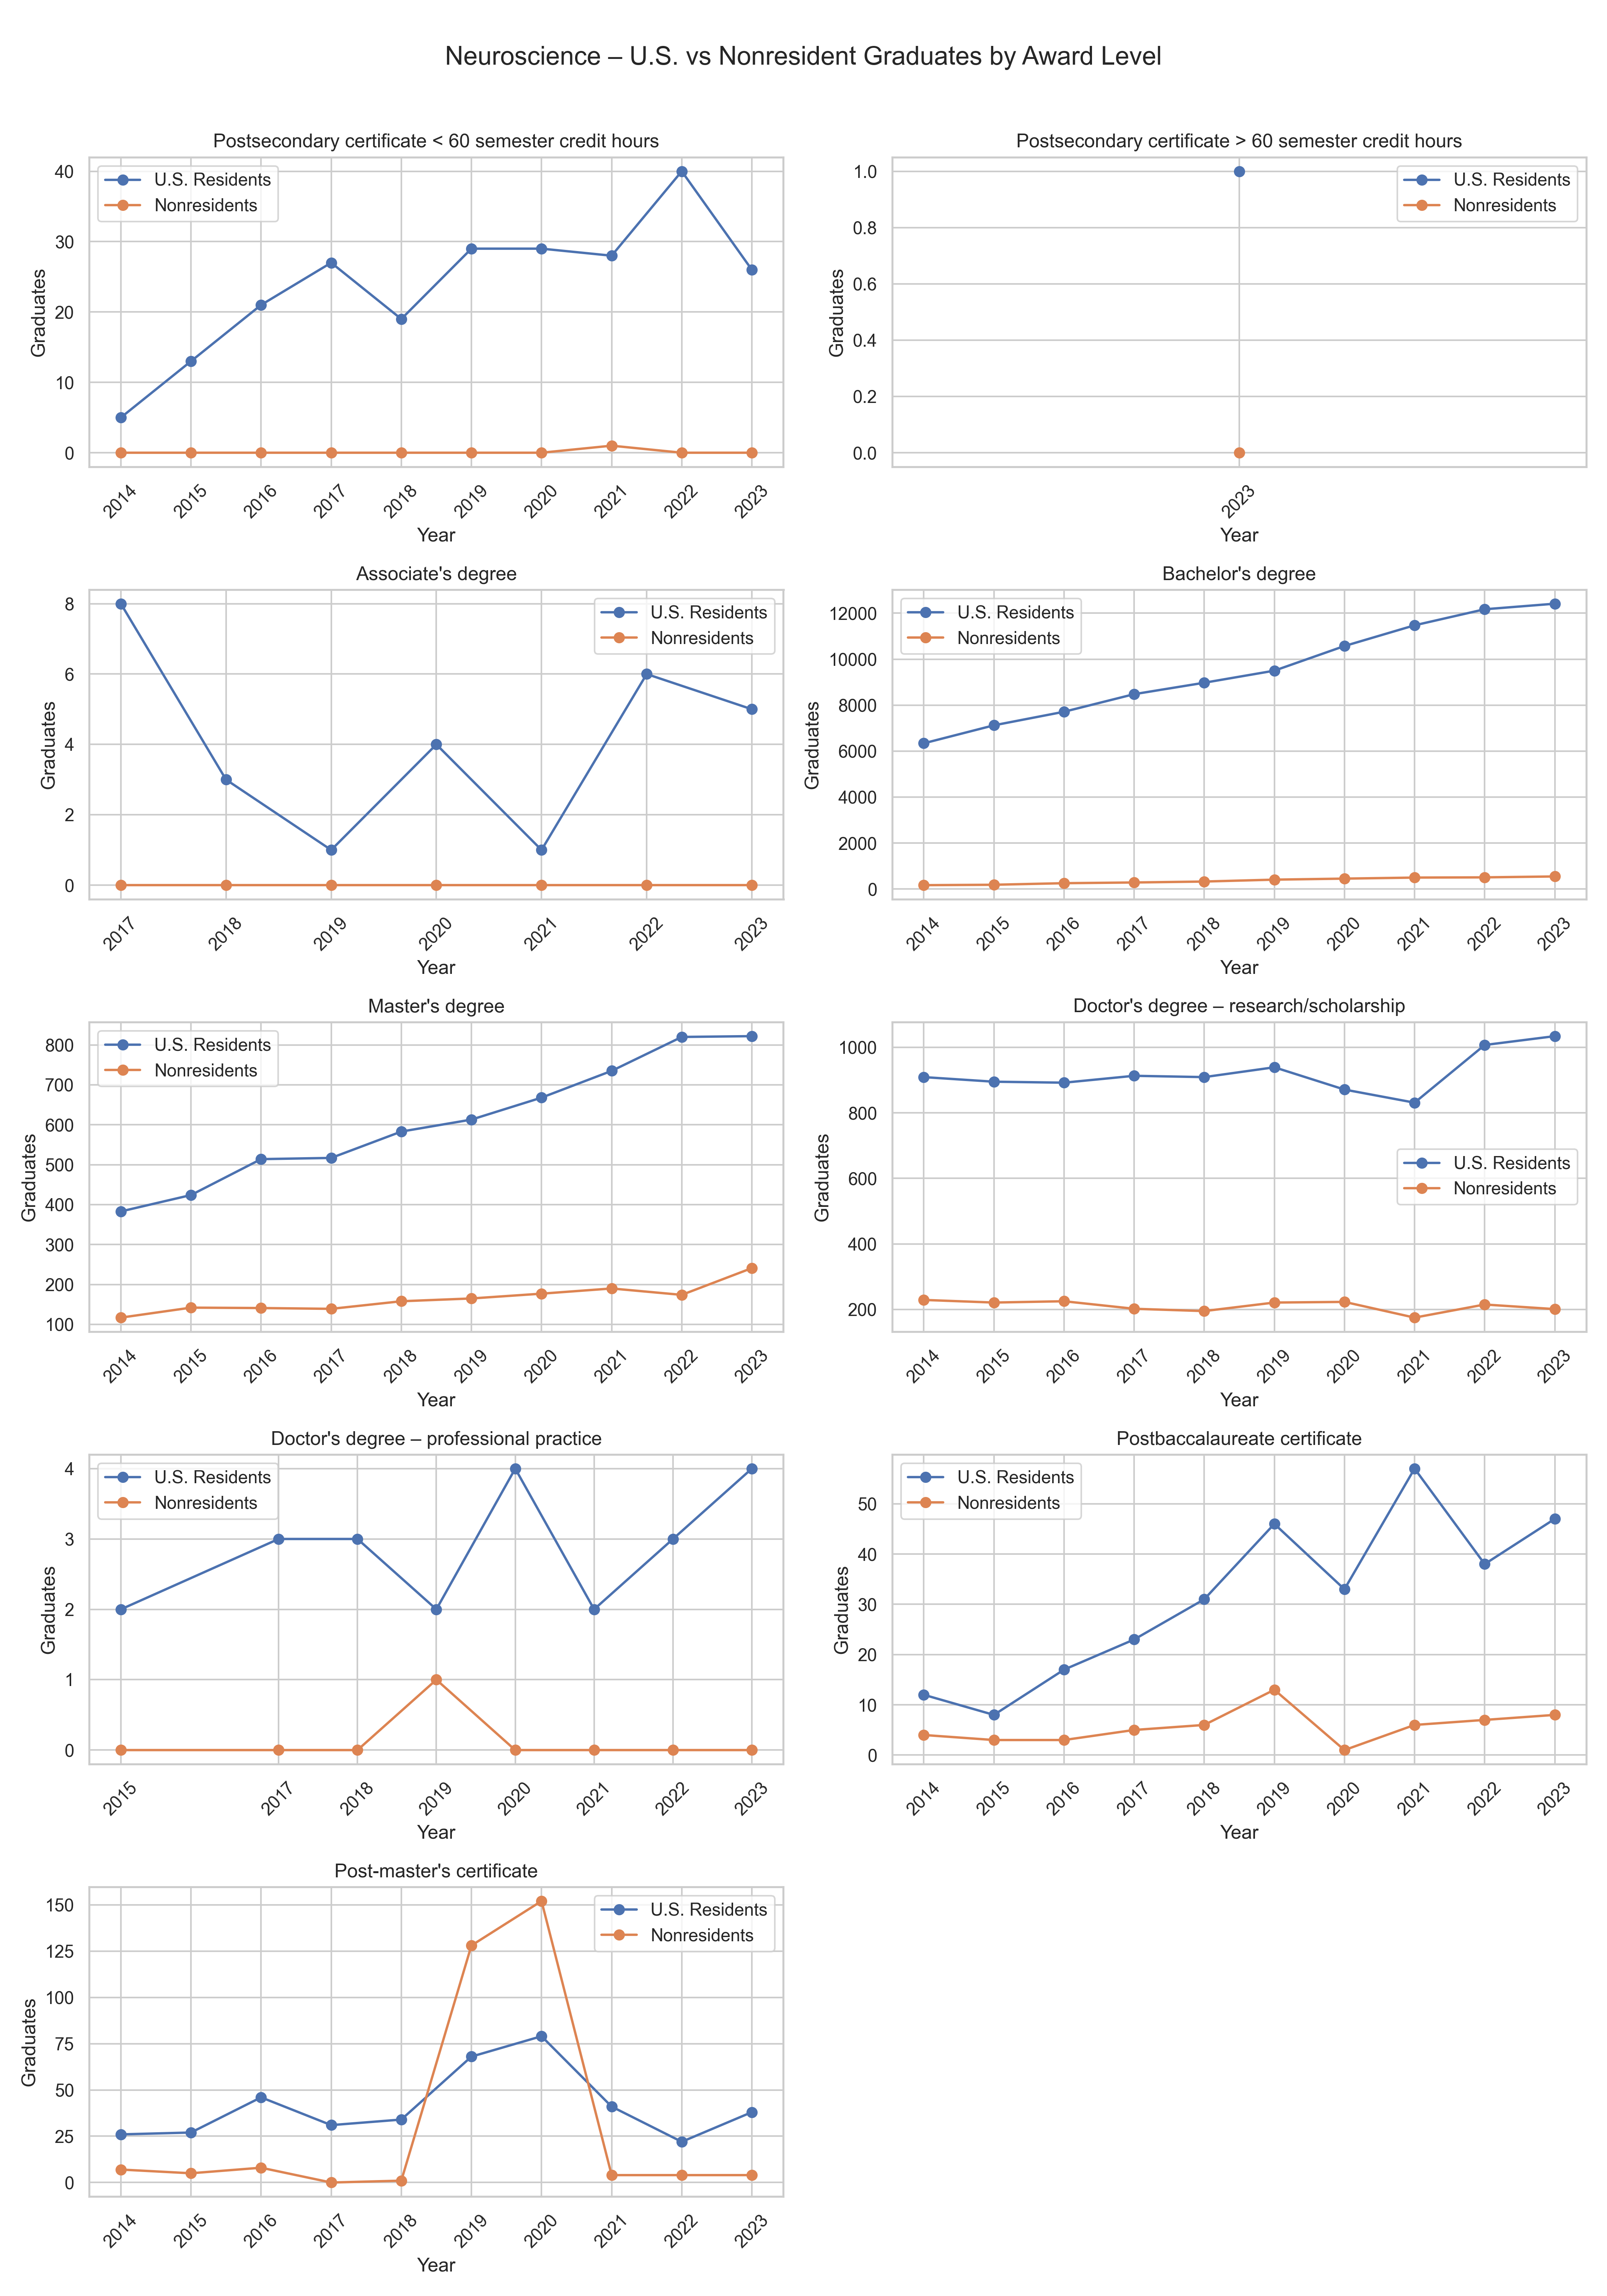 Neuroscience – U.S. vs Nonresident Graduates by Award Level
Postsecondary certificate < 60 semester credit hours
40
30
20
10
0
Graduates
U.S. Residents
Nonresidents
2014 2015 2016 2017 2018 2019 2020 2021 2022 2023
Year
Postsecondary certificate > 60 semester credit hours
1.0
0.8
0.6
0.4
0.2
0.0
Graduates
U.S. Residents
Nonresidents
2023
Year
Associate's degree
8
6
4
2
0
Graduates
U.S. Residents
Nonresidents
2017 2018 2019 2020 2021 2022 2023
Year
Bachelor's degree
12000
10000
8000
6000
4000
2000
0
Graduates
U.S. Residents
Nonresidents
2014 2015 2016 2017 2018 2019 2020 2021 2022 2023
Year
Master's degree
800
700
600
500
400
300
200
100
Graduates
U.S. Residents
Nonresidents
2014 2015 2016 2017 2018 2019 2020 2021 2022 2023
Year
Doctor's degree – research/scholarship
1000
800
600
400
200
Graduates
U.S. Residents
Nonresidents
2014 2015 2016 2017 2018 2019 2020 2021 2022 2023
Year
Doctor's degree – professional practice
4
3
2
1
0
Graduates
U.S. Residents
Nonresidents
2015 2017 2018 2019 2020 2021 2022 2023
Year
Postbaccalaureate certificate
50
40
30
20
10
0
Graduates
U.S. Residents
Nonresidents
2014 2015 2016 2017 2018 2019 2020 2021 2022 2023
Year
Post-master's certificate
150
125
100
75
50
25
0
Graduates
U.S. Residents
Nonresidents
2014 2015 2016 2017 2018 2019 2020 2021 2022 2023
Year